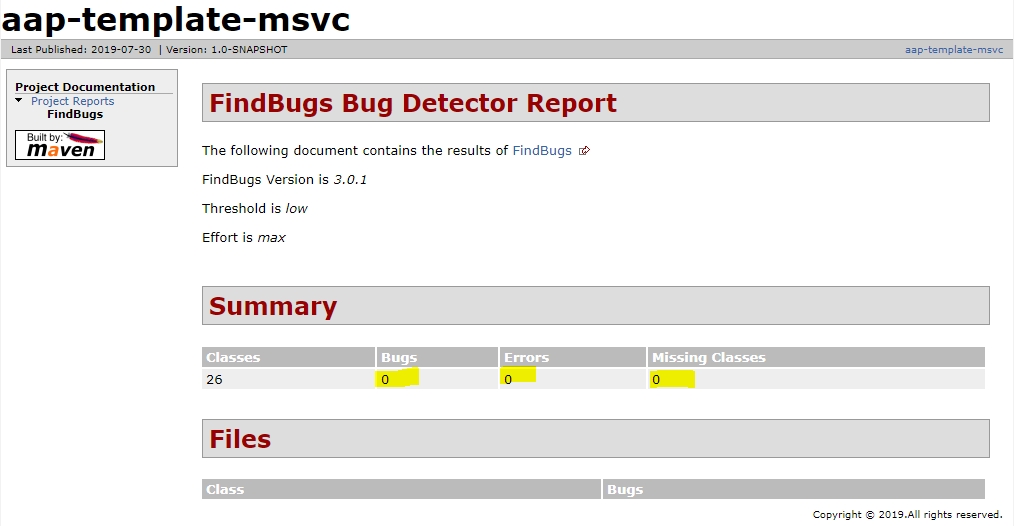 aap-template-msvc
Last Published: 2019-07-30 | Version: 1.0-SNAPSHOT
aap-template-msvc
Project Documentation
Project Reports
FindBugs
Built by:
maven
FindBugs Bug Detector Report
The following document contains the results of FindBugs
FindBugs Version is 3.0.1
Threshold is low
Effort is max
Summary
Classes Bugs Errors Missing Classes
26 0 0 0
Files
Class Bugs
Copyright © 2019.All rights reserved.